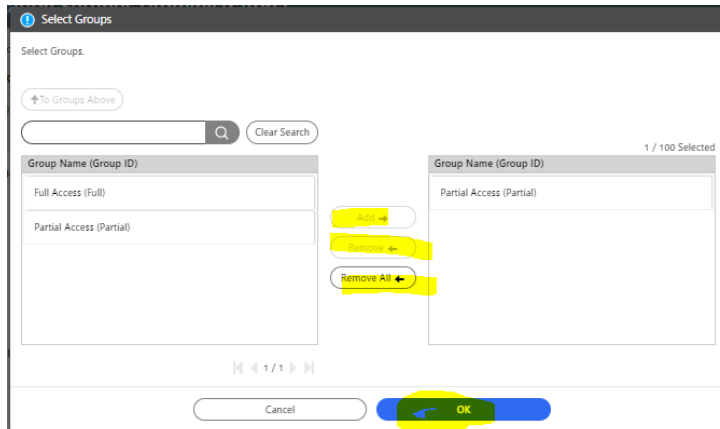 Select Groups
Select Groups.
To Groups Above
Clear Search
1 / 100 Selected
Group Name (Group ID)
Full Access (Full)
Partial Access (Partial)
Add
Remove
Remove All
Group Name (Group ID)
Partial Access (Partial)
1 / 1
Cancel
OK